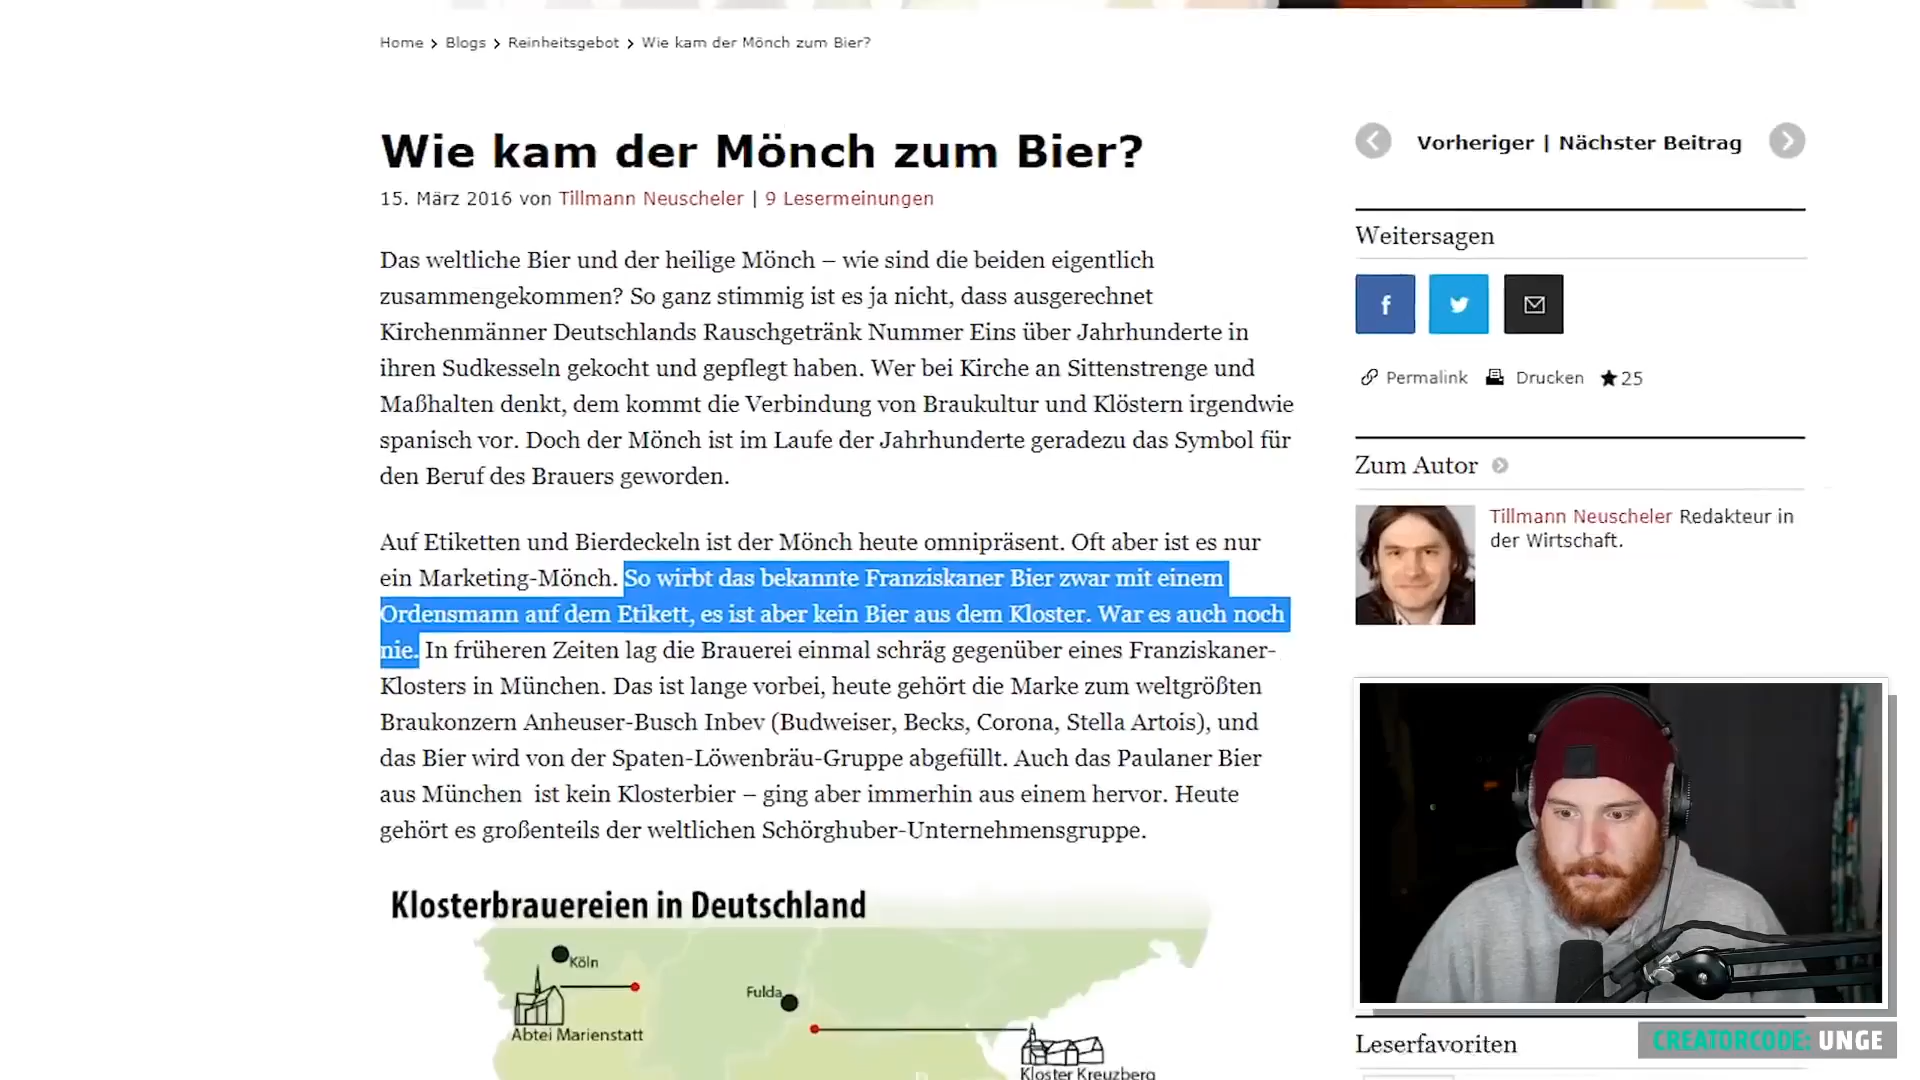 Home > Blogs > Reinheitsgebot > Wie kam der Mönch zum Bier?
Wie kam der Mönch zum Bier?
15. März 2016 von Tillmann Neuscheler | 9 Lesermeinungen
Das weltliche Bier und der heilige Mönch – wie sind die beiden eigentlich
zusammengekommen? So ganz stimmig ist es ja nicht, dass ausgerechnet
Kirchenmänner Deutschlands Rauschgetränk Nummer Eins über Jahrhunderte in
ihren Sudkesseln gekocht und gepflegt haben. Wer bei Kirche an Sittenstrenge und
Maßhalten denkt, dem kommt die Verbindung von Braukultur und Klöstern irgendwie
spanisch vor. Doch der Mönch ist im Laufe der Jahrhunderte geradezu das Symbol für
den Beruf des Brauers geworden.
Auf Etiketten und Bierdeckeln ist der Mönch heute omnipräsent. Oft aber ist es nur
ein Marketing-Mönch. So wirbt das bekannte Franziskaner Bier zwar mit einem
Ordensmann auf dem Etikett, es ist aber kein Bier aus dem Kloster. War es auch noch
nie. In früheren Zeiten lag die Brauerei einmal schräg gegenüber eines Franziskaner-
Klosters in München. Das ist lange vorbei, heute gehört die Marke zum weltgrößten
Braukonzern Anheuser-Busch Inbev (Budweiser, Becks, Corona, Stella Artois), und
das Bier wird von der Spaten-Löwenbräu-Gruppe abgefüllt. Auch das Paulaner Bier
aus München ist kein Klosterbier – ging aber immerhin aus einem hervor. Heute
gehört es großenteils der weltlichen Schörghuber-Unternehmensgruppe.
Klosterbrauereien in Deutschland
Köln
Abtei Marienstatt
Fulda
Kloster Kreuzberg
Vorheriger | Nächster Beitrag
Weitersagen
Permalink Drucken 25
Zum Autor
Tillmann Neuscheler Redakteur in
der Wirtschaft.
Leserfavoriten
CREATORCODE: UNGE